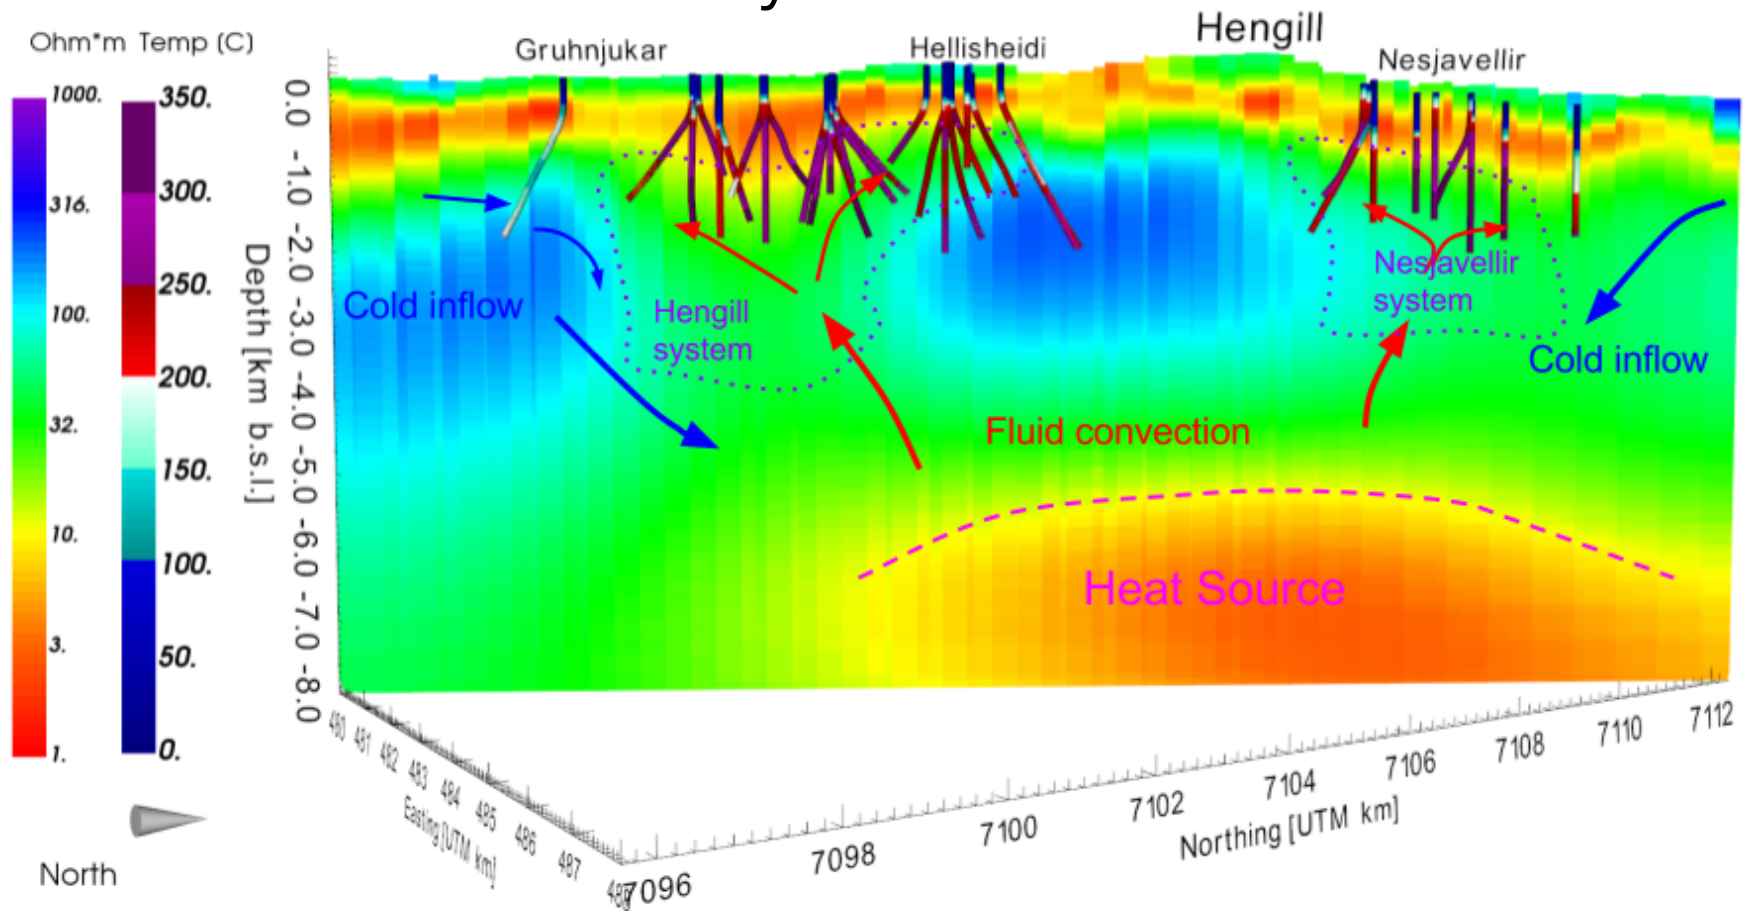 y
Ohm*m Temp (C)
1000.
316.
100.
32.
10.
3.
1.
350.
300.
250.
200.
150.
100.
50.
0.
North
Gruhnjukar
Hellisheidi
Hengill
Nesjavellir
Depth [km b.s.l.]
0.0
-1.0
-2.0
-3.0
-4.0
-5.0
-6.0
-7.0
-8.0
Cold inflow
Hengill
system
Nesjavellir
system
Cold inflow
Fluid convection
Heat Source
480
481
482
483
484
485
486
487
Easting [UTM km]
7096
7098
7100
7102
7104
7106
7108
7110
7112
Northing [UTM km]